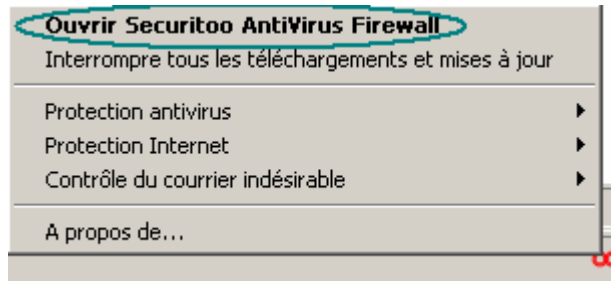 Ouvrir Securitoo AntiVirus Firewall
Interrompre tous les téléchargements et mises à jour
Protection antivirus
Protection Internet
Contrôle du courrier indésirable
A propos de...